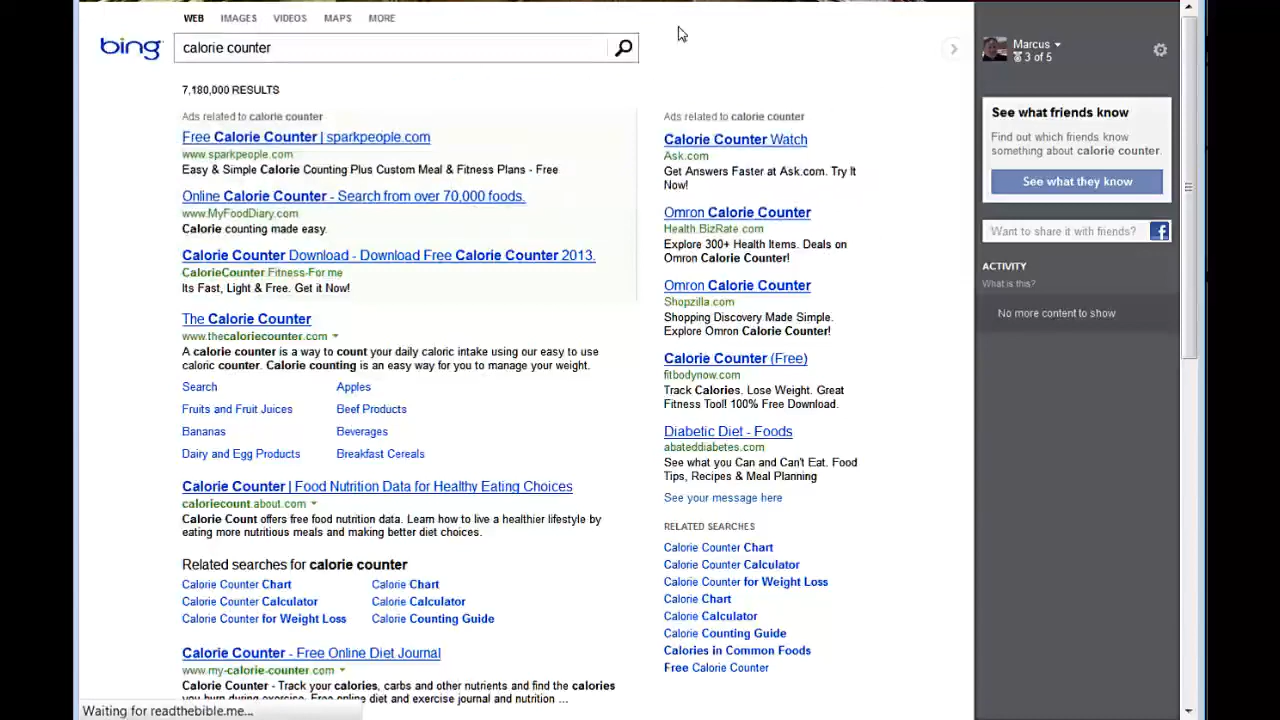 WEB IMAGES VIDEOS MAPS MORE
bing
calorie counter
7,180,000 RESULTS
Ads related to calorie counter
Free Calorie Counter | sparkpeople.com
www.sparkpeople.com
Easy & Simple Calorie Counting Plus Custom Meal & Fitness Plans - Free
Online Calorie Counter - Search from over 70,000 foods.
www.MyFoodDiary.com
Calorie counting made easy.
Calorie Counter Download - Download Free Calorie Counter 2013.
CalorieCounter.Fitness-For.me
Its Fast, Light & Free. Get it Now!
The Calorie Counter
www.thecaloriecounter.com
A calorie counter is a way to count your daily caloric intake using our easy to use
caloric counter. Calorie counting is an easy way for you to manage your weight.
Search Apples
Fruits and Fruit Juices Beef Products
Bananas Beverages
Dairy and Egg Products Breakfast Cereals
Calorie Counter | Food Nutrition Data for Healthy Eating Choices
caloriecount.about.com
Calorie Count offers free food nutrition data. Learn how to live a healthier lifestyle by
eating more nutritious meals and making better diet choices.
Related searches for calorie counter
Calorie Counter Chart Calorie Chart
Calorie Counter Calculator Calorie Calculator
Calorie Counter for Weight Loss Calorie Counting Guide
Calorie Counter - Free Online Diet Journal
www.my-calorie-counter.com
Calorie Counter - Track your calories, carbs and other nutrients and find the calories
you burn during exercise. Free online diet and exercise journal and nutrition ...
Ads related to calorie counter
Calorie Counter Watch
Ask.com
Get Answers Faster at Ask.com. Try It
Now!
Omron Calorie Counter
Health.BizRate.com
Explore 300+ Health Items. Deals on
Omron Calorie Counter!
Omron Calorie Counter
Shopzilla.com
Shopping Discovery Made Simple.
Explore Omron Calorie Counter!
Calorie Counter (Free)
fitbodynow.com
Track Calories. Lose Weight. Great
Fitness Tool! 100% Free Download.
Diabetic Diet - Foods
abateddiabetes.com
See what you Can and Can't Eat. Food
Tips, Recipes & Meal Planning
See your message here
RELATED SEARCHES
Calorie Counter Chart
Calorie Counter Calculator
Calorie Counter for Weight Loss
Calorie Chart
Calorie Calculator
Calorie Counting Guide
Calories in Common Foods
Free Calorie Counter
Marcus
3 of 5
See what friends know
Find out which friends know
something about calorie counter.
See what they know
Want to share it with friends?
ACTIVITY
What is this?
No more content to show
Waiting for readthebible.me...